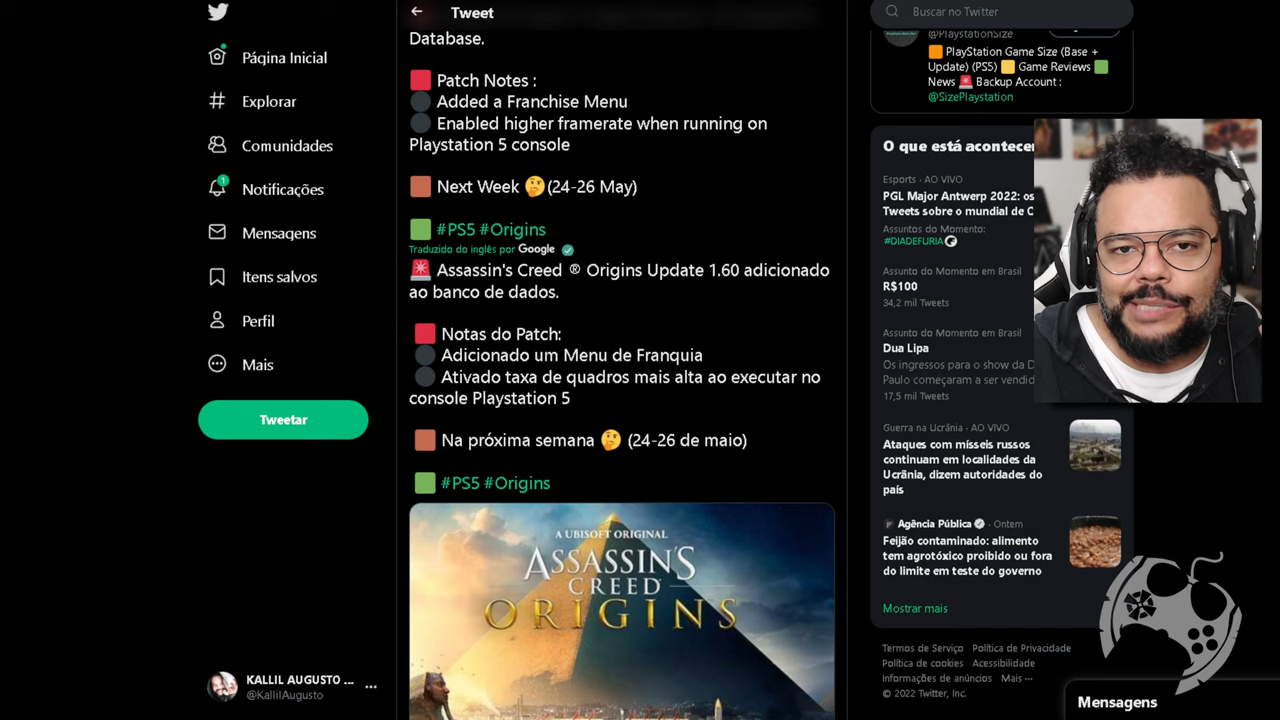 Página Inicial
Explorar
Comunidades
1
Notificações
Mensagens
Itens salvos
Perfil
Mais
Tweetar
KALLIL AUGUSTO ...
@KallilAugusto
Tweet
Database.
Patch Notes :
Added a Franchise Menu
Enabled higher framerate when running on
Playstation 5 console
Next Week 🤔(24-26 May)
#PS5 #Origins
Traduzido do inglês por Google
Assassin's Creed ® Origins Update 1.60 adicionado
ao banco de dados.
Notas do Patch:
Adicionado um Menu de Franquia
Ativado taxa de quadros mais alta ao executar no
console Playstation 5
Na próxima semana 🤔 (24-26 de maio)
#PS5 #Origins
A UBISOFT ORIGINAL
ASSASSIN'S
CREED
ORIGINS
Buscar no Twitter
@PlaystationSize
PlayStation Game Size (Base +
Update) (PS5) Game Reviews
News Backup Account :
@SizePlaystation
O que está acontecer
Esports · AO VIVO
PGL Major Antwerp 2022: os
Tweets sobre o mundial de C
Assuntos do Momento:
#DIADEFURIA
Assunto do Momento em Brasil
R$100
34,2 mil Tweets
Assunto do Momento em Brasil
Dua Lipa
Os ingressos para o show da D
Paulo começaram a ser vendid
17,5 mil Tweets
Guerra na Ucrânia · AO VIVO
Ataques com mísseis russos
continuam em localidades da
Ucrânia, dizem autoridades do
país
Agência Pública · Ontem
Feijão contaminado: alimento
tem agrotóxico proibido ou fora
do limite em teste do governo
Mostrar mais
Termos de Serviço Política de Privacidade
Política de cookies Acessibilidade
Informações de anúncios Mais ···
© 2022 Twitter, Inc.
Mensagens